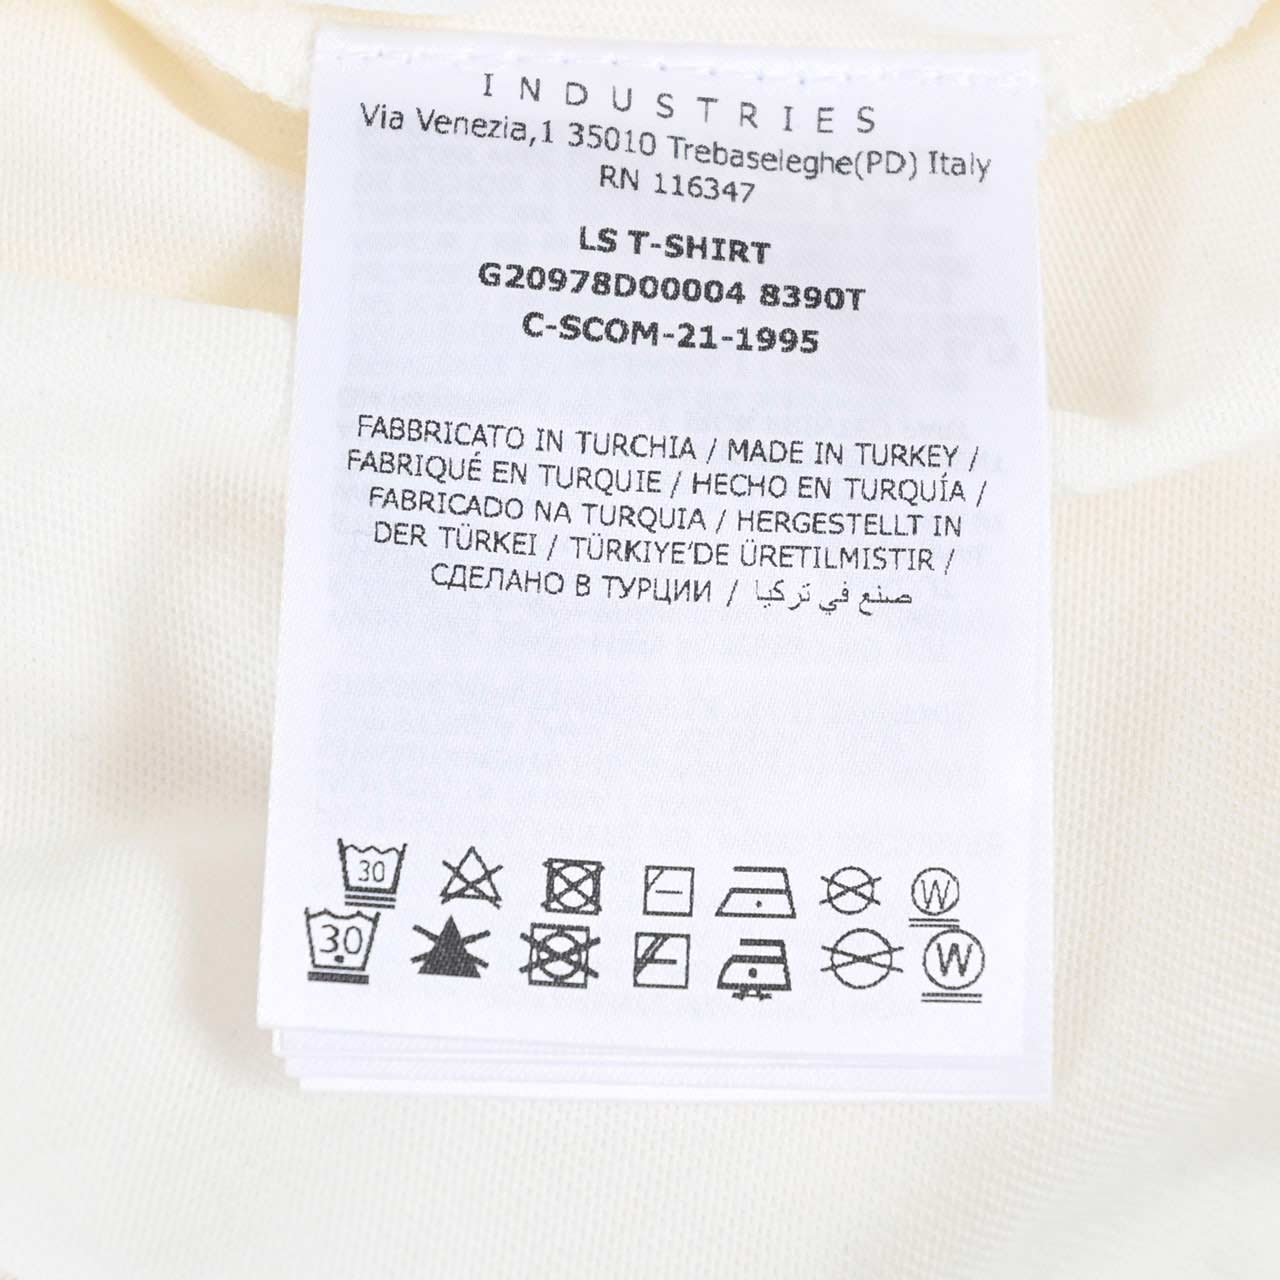 INDUSTRIES
Via Venezia,1 35010 Trebaseleghe(PD) Italy
RN 116347
LS T-SHIRT
G20978D00004 8390T
C-SCOM-21-1995
FABBRICATO IN TURCHIA / MADE IN TURKEY /
FABRIQUÉ EN TURQUIE / HECHO EN TURQUÍA /
FABRICADO NA TURQUIA / HERGESTELLT IN
DER TÜRKEI / TÜRKIYE'DE ÜRETILMISTIR /
СДЕЛАНО В ТУРЦИИ / صنع في تركيا
30 W
30 W